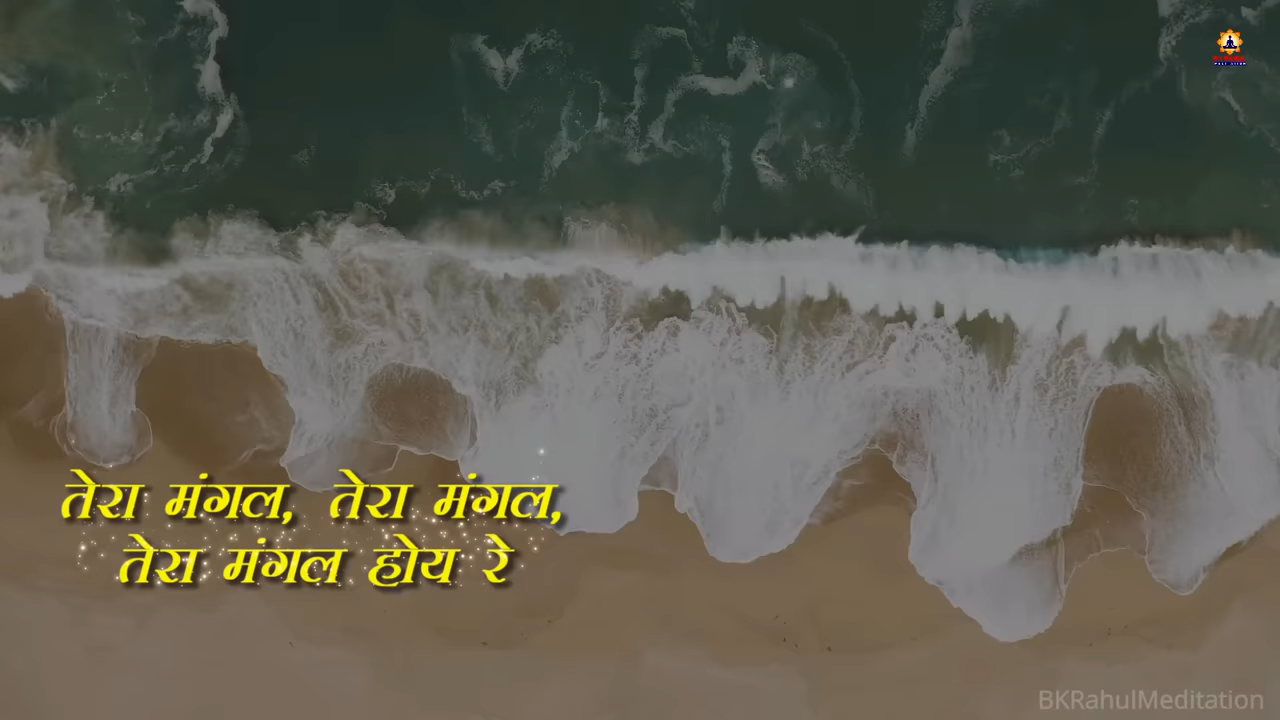 तेरा मंगल, तेरा मंगल,
तेरा मंगल होय रे
BKRahulMeditation